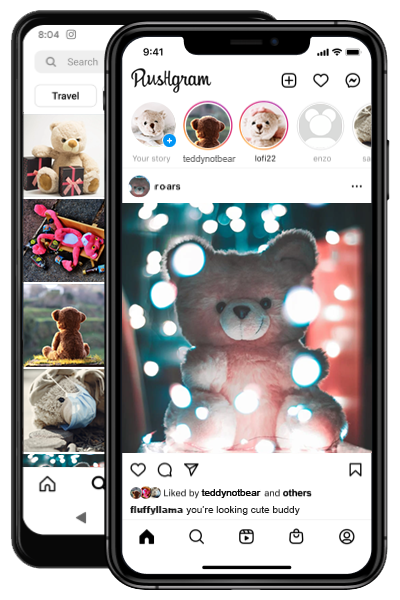 8:04
Search
Travel
9:41
Plushgram
Your story
teddynotbear
lofi22
enzo
sa
roars
Liked by teddynotbear and others
fluffyllama you're looking cute buddy